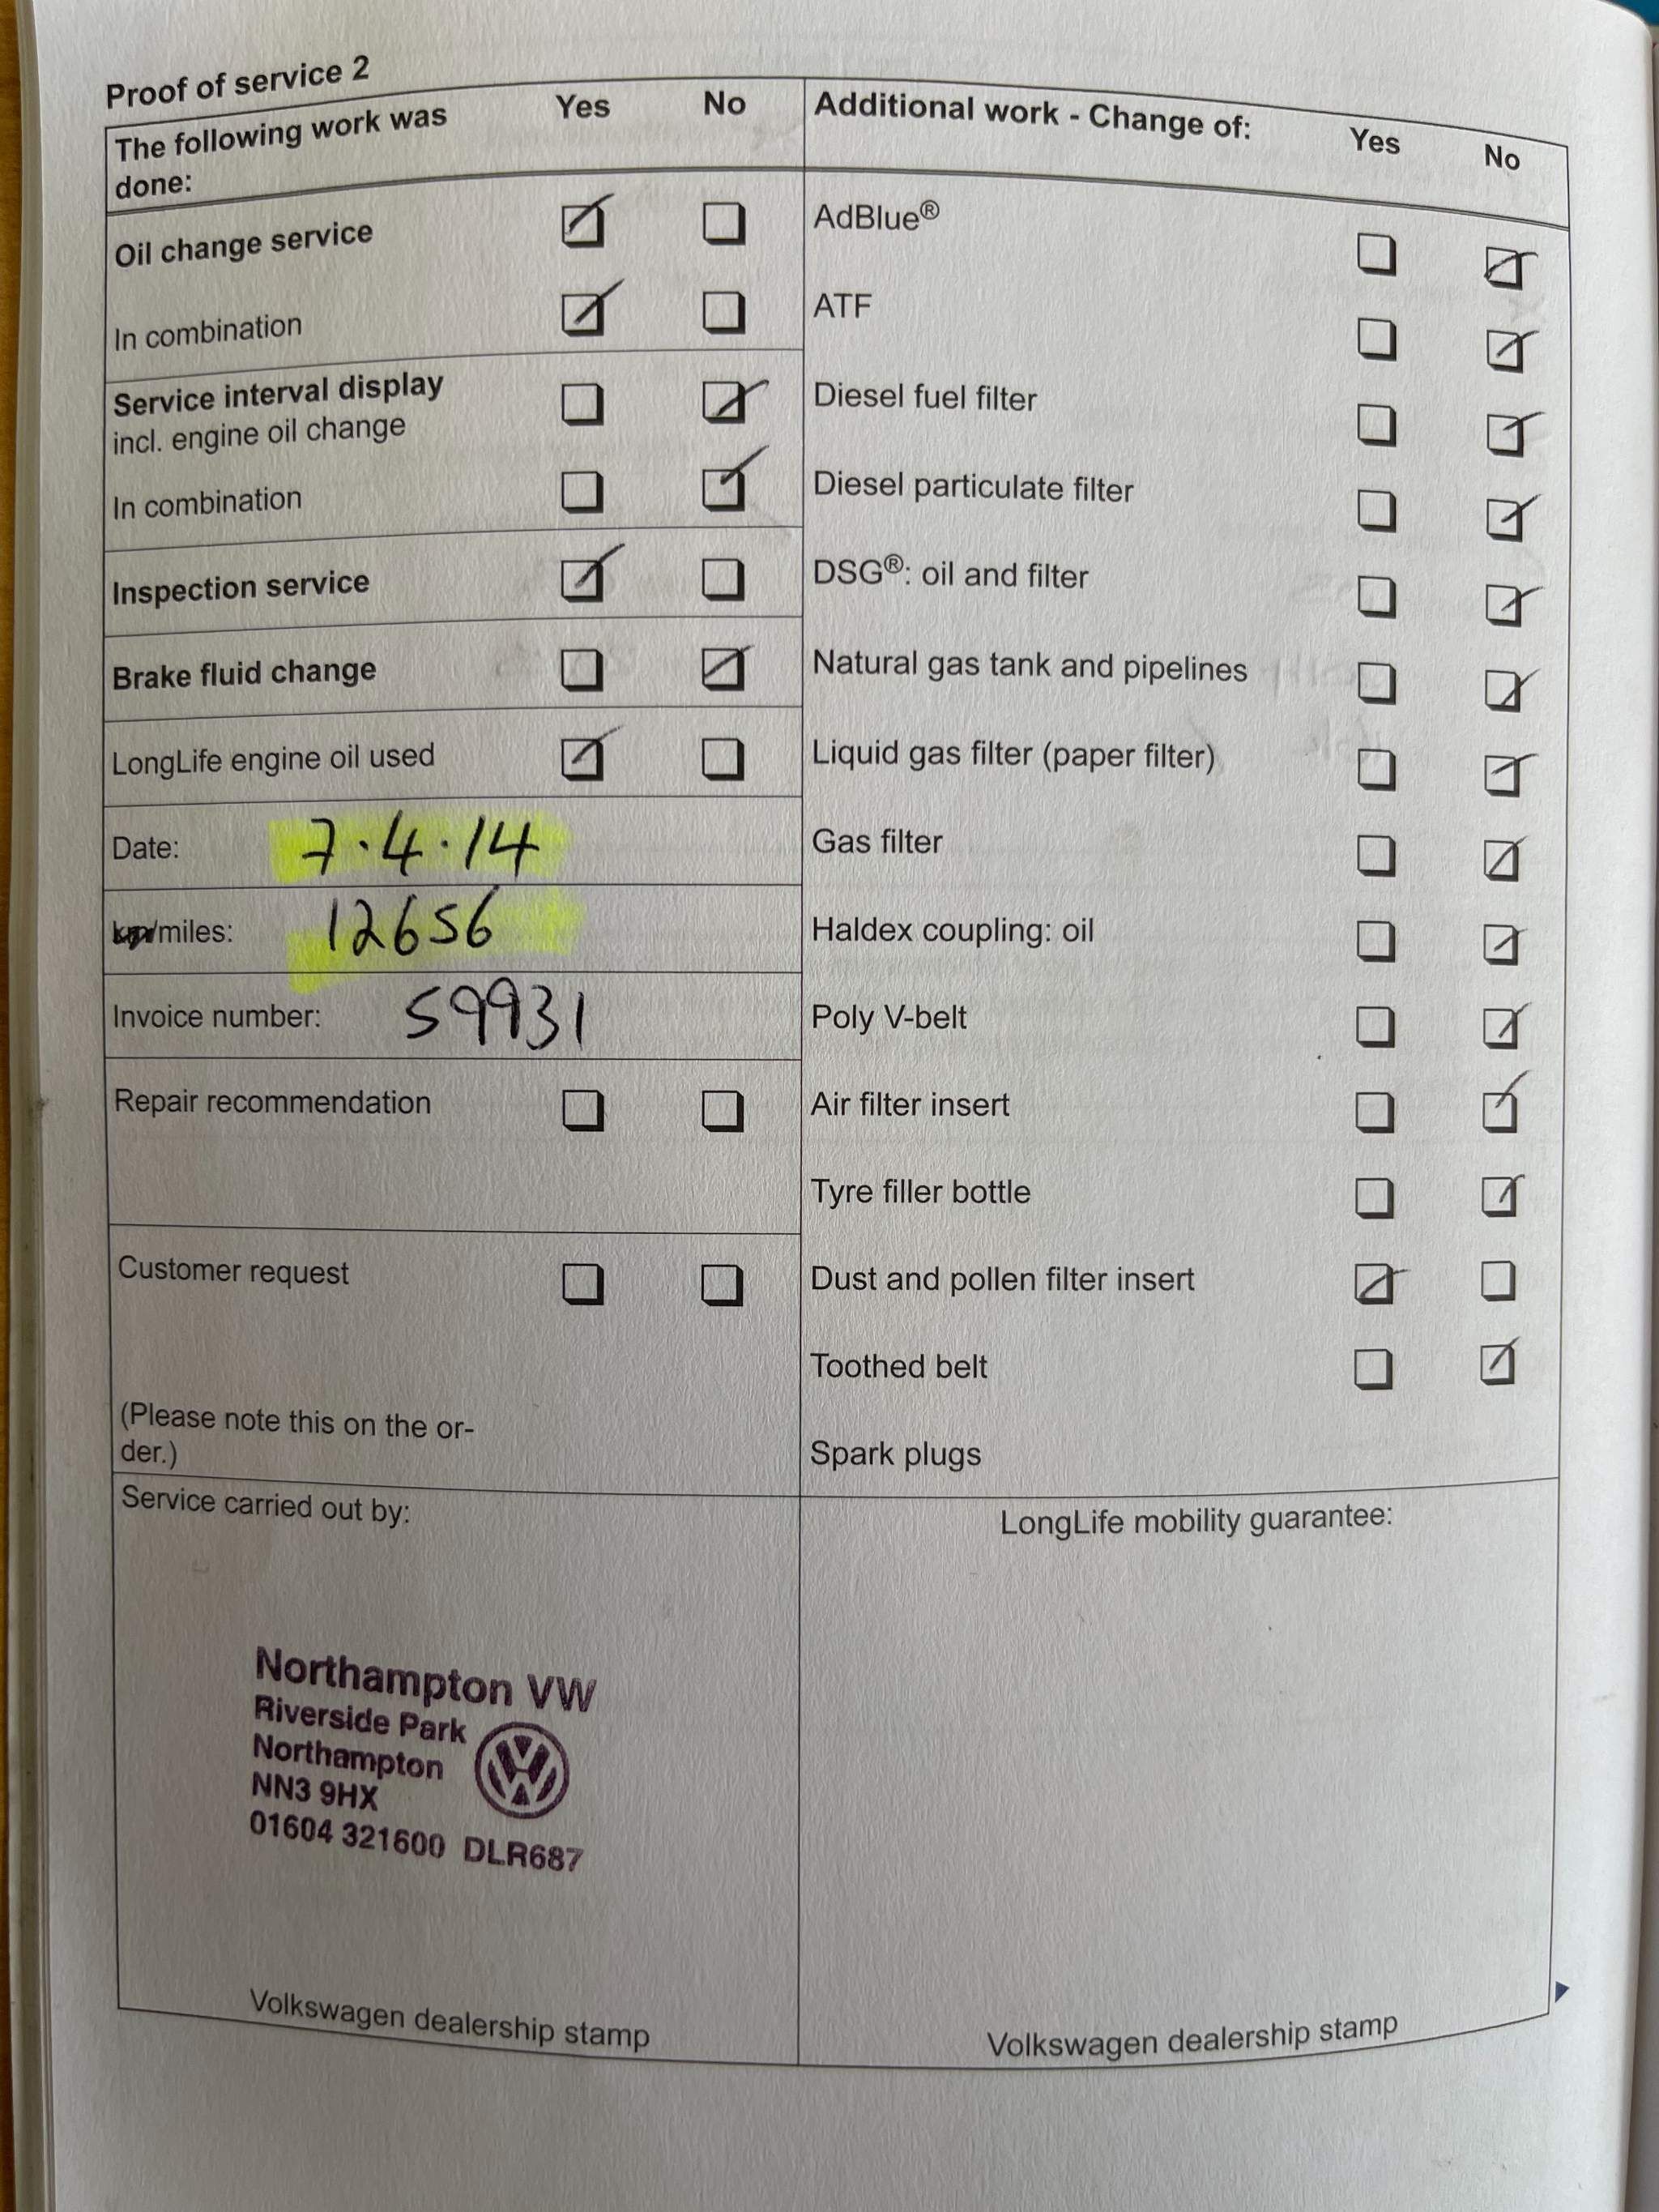 Proof of service 2
The following work was
done:
Yes No
Oil change service
In combination
Service interval display
incl. engine oil change
In combination
Inspection service
Brake fluid change
LongLife engine oil used
Date: 7.4.14
km/miles: 12656
Invoice number: 59931
Repair recommendation
Customer request
(Please note this on the or-
der.)
Additional work - Change of:
Yes No
AdBlue®
ATF
Diesel fuel filter
Diesel particulate filter
DSG®: oil and filter
Natural gas tank and pipelines
Liquid gas filter (paper filter)
Gas filter
Haldex coupling: oil
Poly V-belt
Air filter insert
Tyre filler bottle
Dust and pollen filter insert
Toothed belt
Spark plugs
Service carried out by:
Northampton VW
Riverside Park
Northampton
NN3 9HX
01604 321600 DLR687
Volkswagen dealership stamp
LongLife mobility guarantee:
Volkswagen dealership stamp